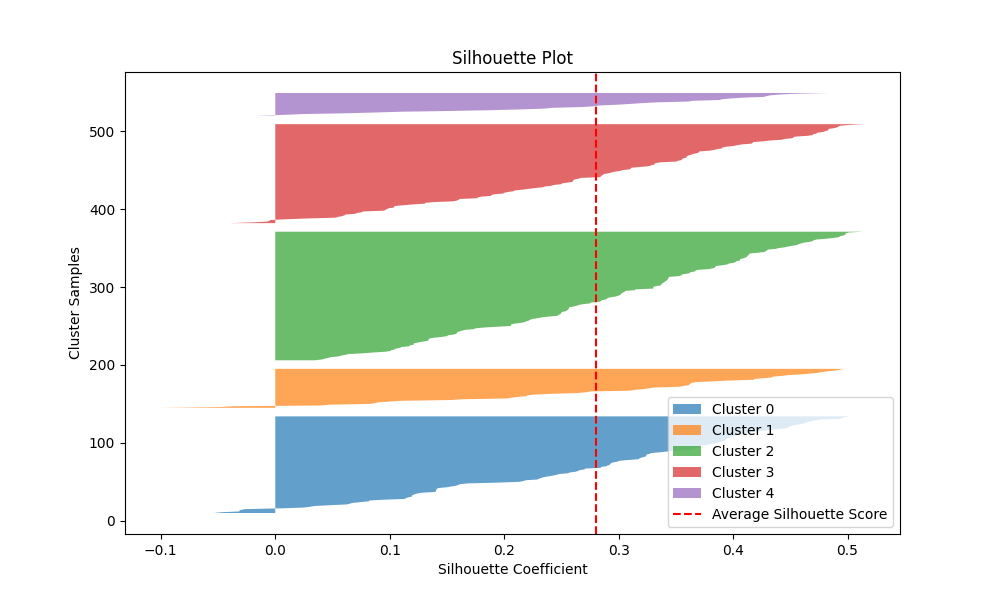 Silhouette Plot
Cluster Samples
500
400
300
200
100
0
Cluster 0
Cluster 1
Cluster 2
Cluster 3
Cluster 4
Average Silhouette Score
−0.1 0.0 0.1 0.2 0.3 0.4 0.5
Silhouette Coefficient